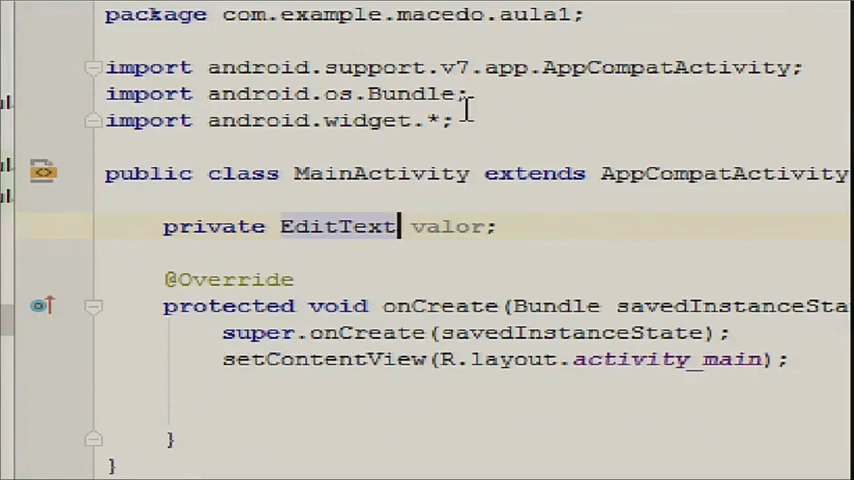 package com.example.macedo.aula1;
import android.support.v7.app.AppCompatActivity;
import android.os.Bundle;
import android.widget.*;
public class MainActivity extends AppCompatActivity
private EditText valor;
@Override
protected void onCreate(Bundle savedInstanceSta
super.onCreate(savedInstanceState);
setContentView(R.layout.activity_main);
}
}